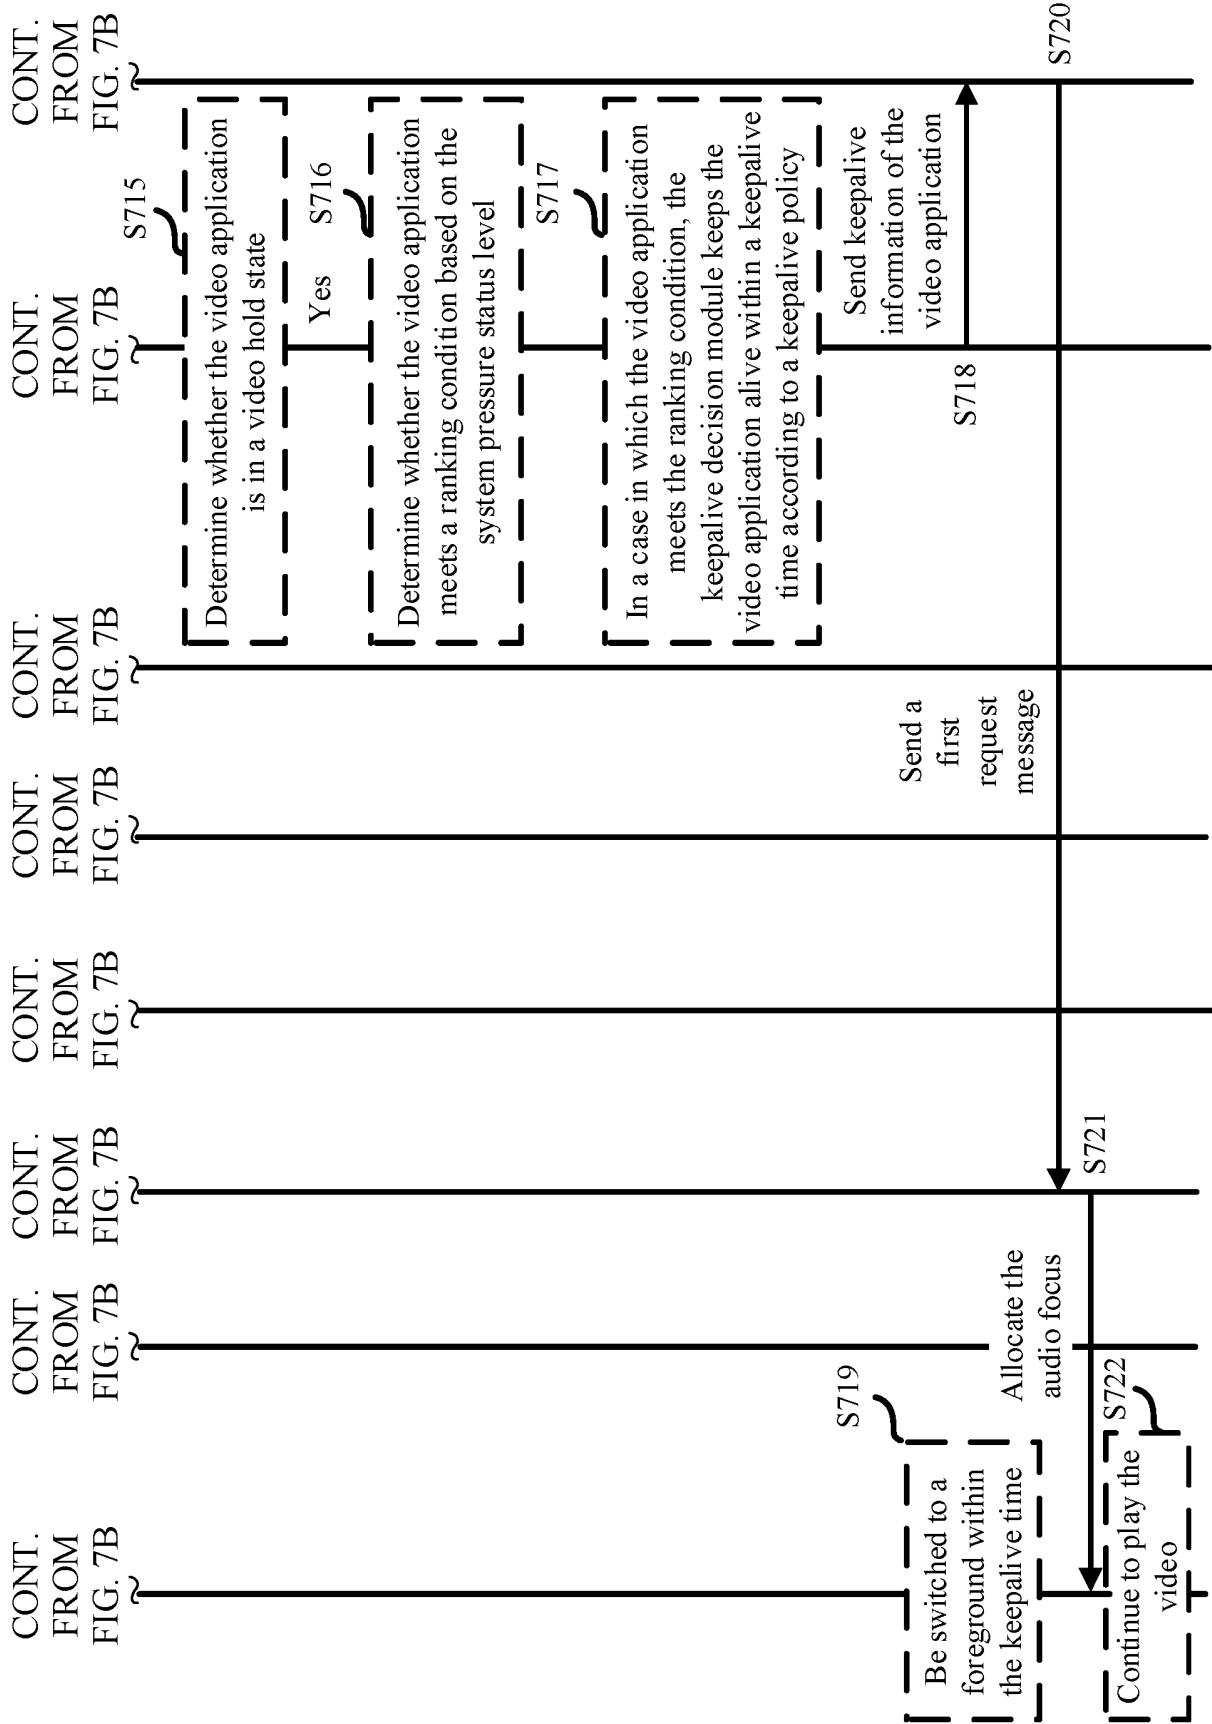 CONT.
FROM
FIG. 7B
CONT.
FROM
FIG. 7B
CONT.
FROM
FIG. 7B
CONT.
FROM
FIG. 7B
CONT.
FROM
FIG. 7B
CONT.
FROM
FIG. 7B
CONT.
FROM
FIG. 7B
CONT.
FROM
FIG. 7B
S715
Determine whether the video application
is in a video hold state
Yes
S716
Determine whether the video application
meets a ranking condition based on the
system pressure status level
S717
In a case in which the video application
meets the ranking condition, the
keepalive decision module keeps the
video application alive within a keepalive
time according to a keepalive policy
S718
Send keepalive
information of the
video application
S719
Be switched to a
foreground within
the keepalive time
S720
Send a
first
request
message
S721
Allocate the
audio focus
S722
Continue to play the
video